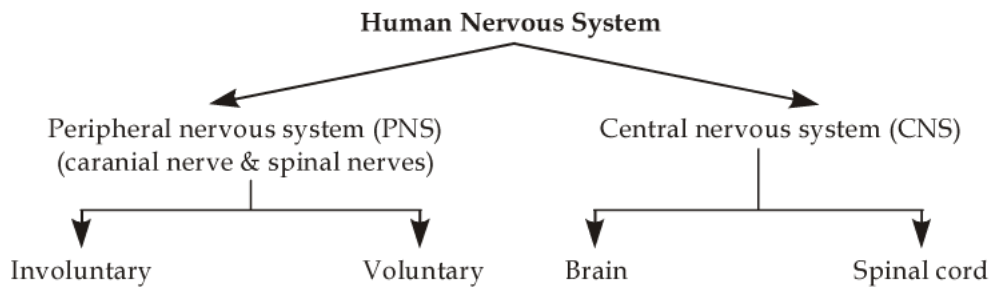 Human Nervous System
Peripheral nervous system (PNS)
(caranial nerve & spinal nerves)
Central nervous system (CNS)
Involuntary
Voluntary
Brain
Spinal cord